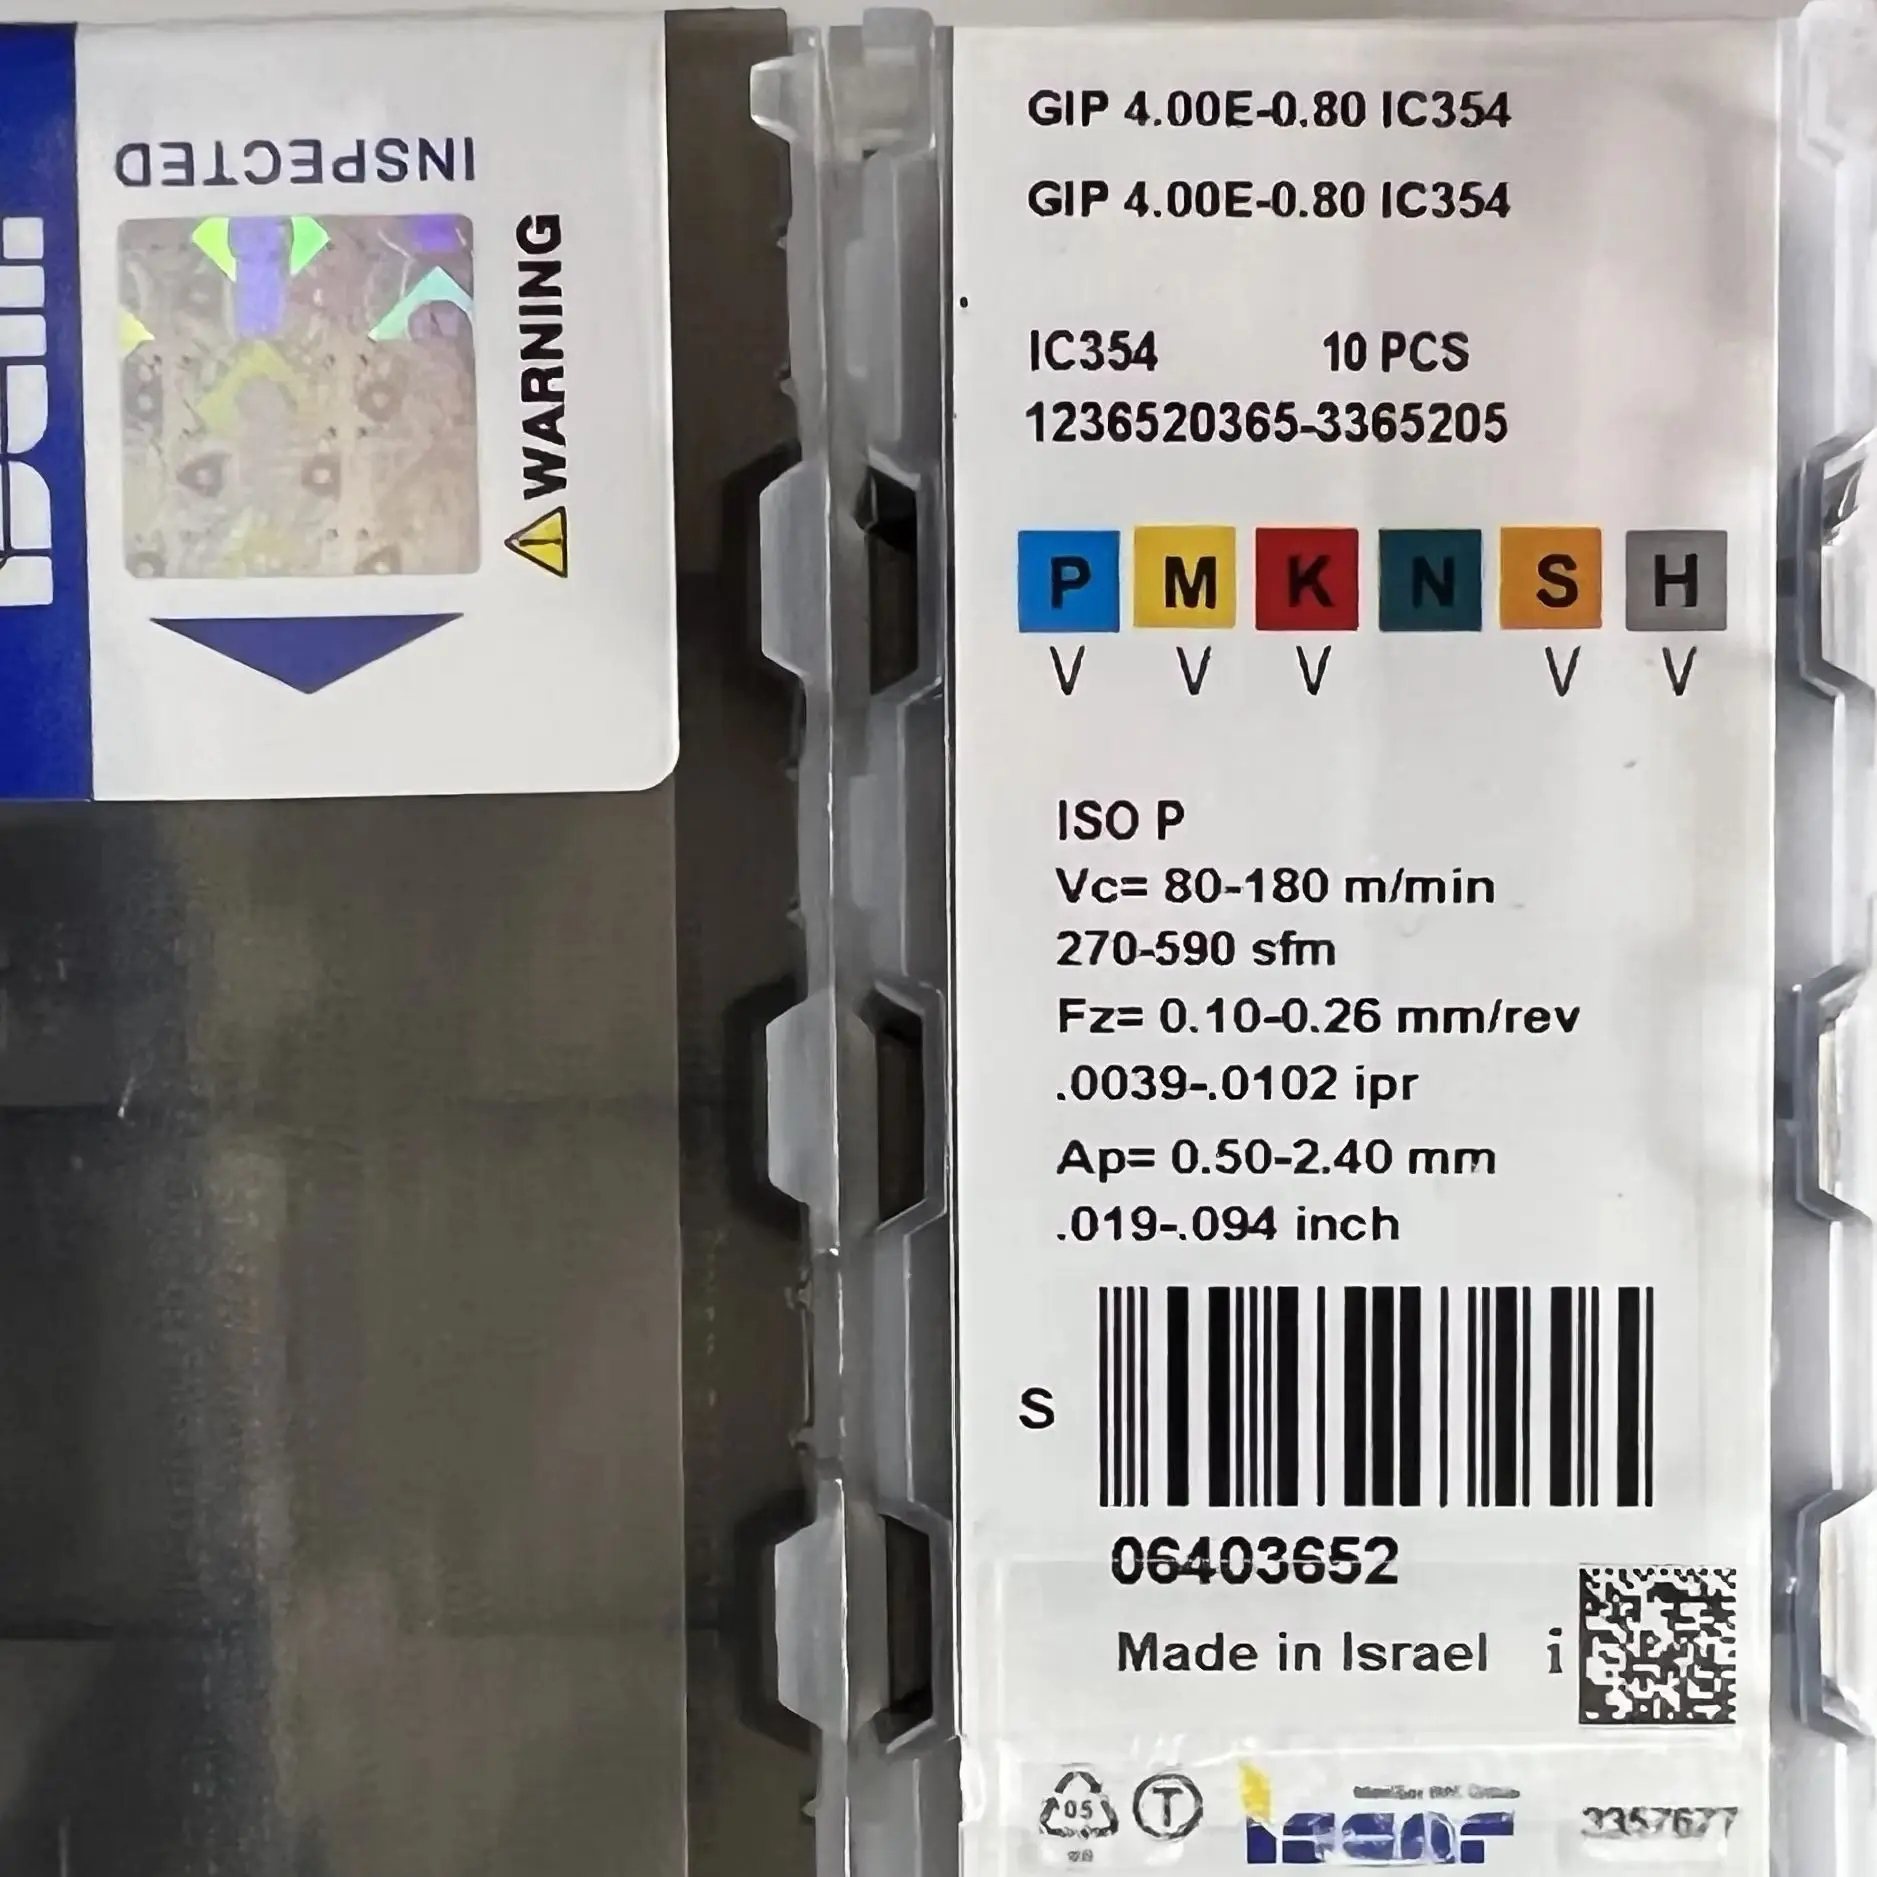 INSPECTED
WARNING
GIP 4.00E-0.80 IC354
GIP 4.00E-0.80 IC354
IC354 10 PCS
1236520365-3365205
P M K N S H
V V V V V
ISO P
Vc= 80-180 m/min
270-590 sfm
Fz= 0.10-0.26 mm/rev
.0039-.0102 ipr
Ap= 0.50-2.40 mm
.019-.094 inch
S
06403652
Made in Israel i
05 T
iscar
3357677